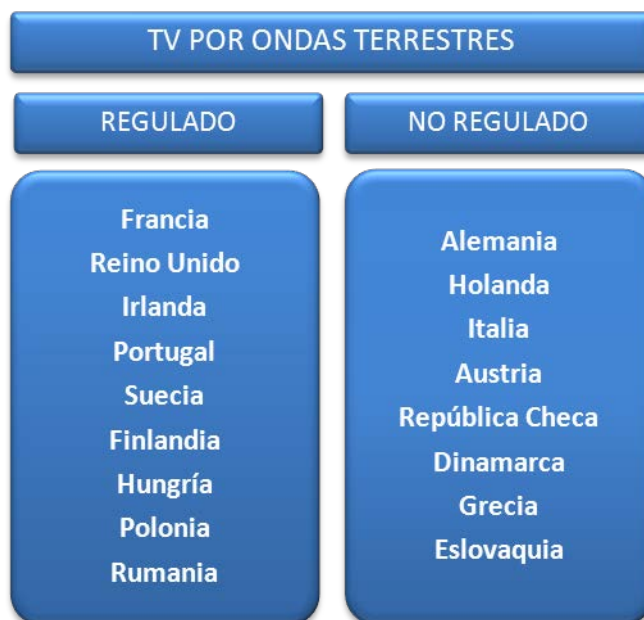 TV POR ONDAS TERRESTRES
REGULADO
NO REGULADO
Francia
Reino Unido
Irlanda
Portugal
Suecia
Finlandia
Hungría
Polonia
Rumania
Alemania
Holanda
Italia
Austria
República Checa
Dinamarca
Grecia
Eslovaquia